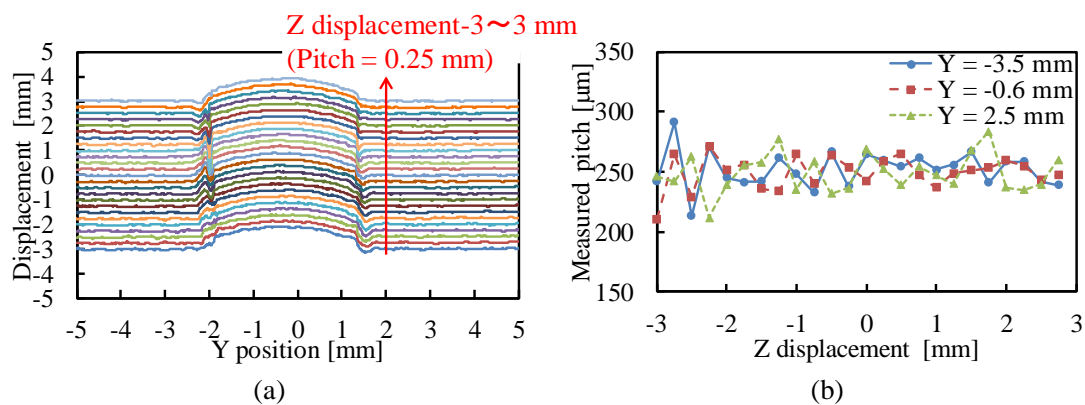 Z displacement-3～3 mm
(Pitch = 0.25 mm)
Displacement [mm]
5
4
3
2
1
0
-1
-2
-3
-4
-5
-5 -4 -3 -2 -1 0 1 2 3 4 5
Y position [mm]
(a)
Measured pitch [μm]
350
300
250
200
150
Y = -3.5 mm
Y = -0.6 mm
Y = 2.5 mm
-3 -2 -1 0 1 2 3
Z displacement [mm]
(b)